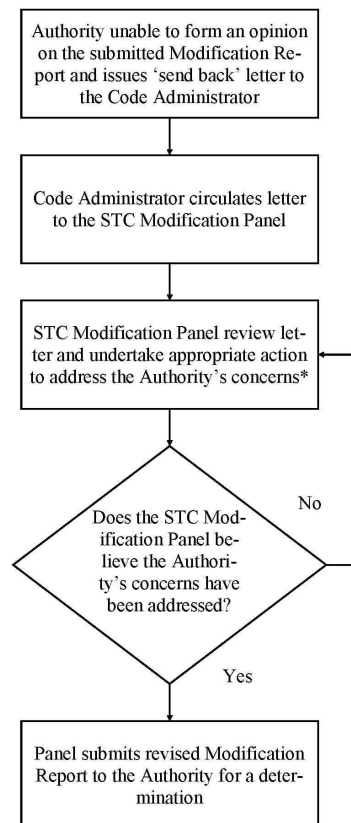 Authority unable to form an opinion
on the submitted Modification Re-
port and issues ‘send back’ letter to
the Code Administrator
Code Administrator circulates letter
to the STC Modification Panel
STC Modification Panel review let-
ter and undertake appropriate action
to address the Authority’s concerns*
Does the STC Mod-
ification Panel be-
lieve the Authori-
ty’s concerns have
been addressed?
No
Yes
Panel submits revised Modification
Report to the Authority for a deter-
mination